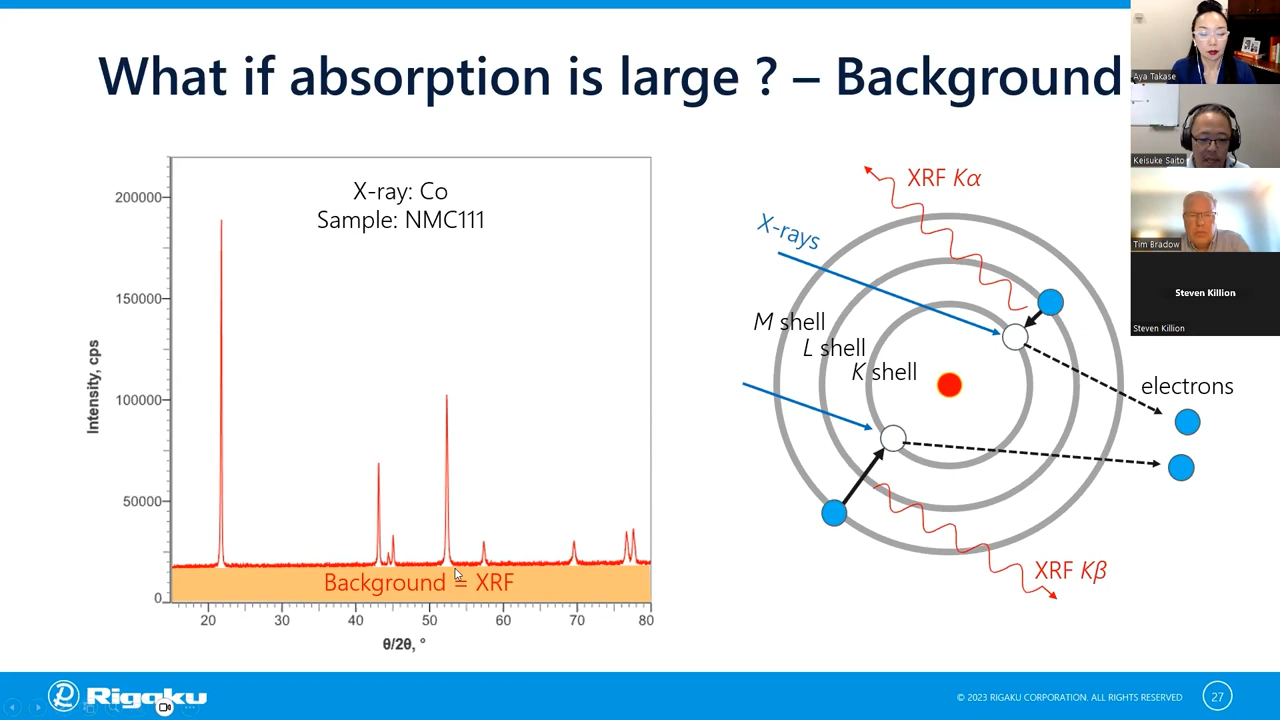 What if absorption is large ? – Background
Aya Takase
Keisuke Saito
Tim Bradow
Steven Killion
Steven Killion
X-ray: Co
Sample: NMC111
200000
150000
100000
50000
0
Intensity, cps
Background = XRF
20
30
40
50
60
70
80
θ/2θ, °
XRF Kα
X-rays
M shell
L shell
K shell
electrons
XRF Kβ
Rigaku
© 2023 RIGAKU CORPORATION. ALL RIGHTS RESERVED
27